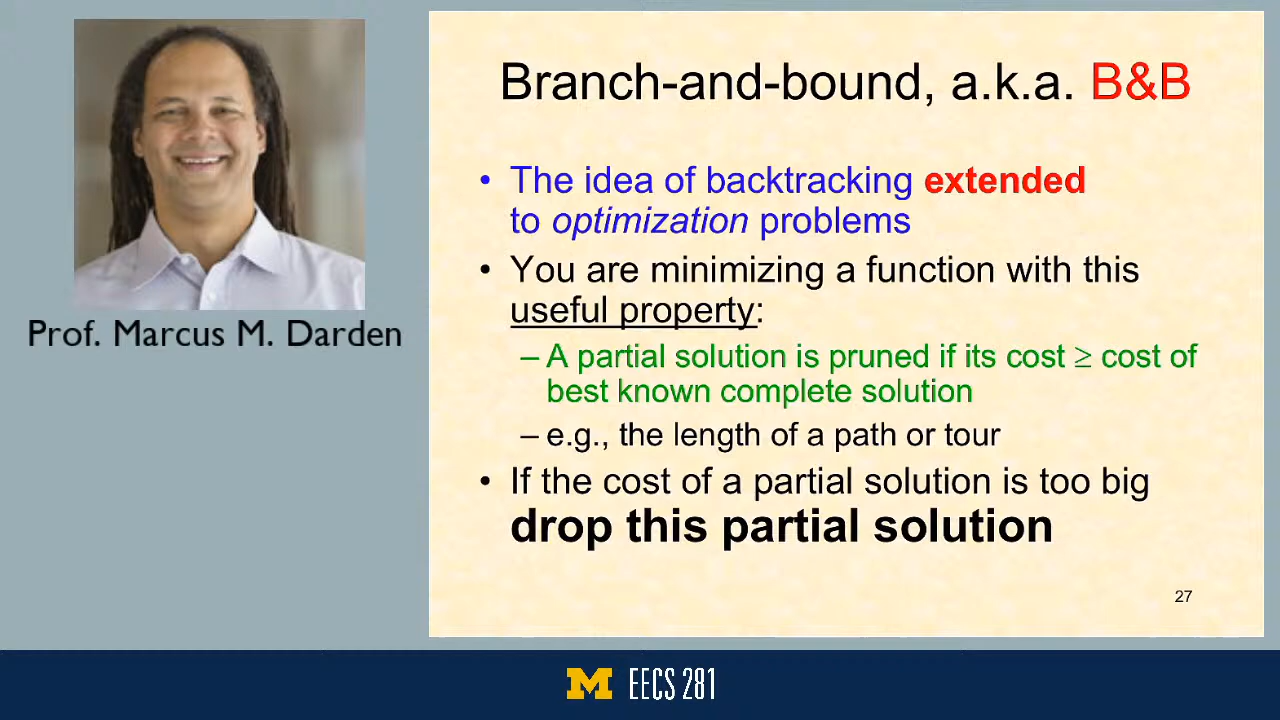 Prof. Marcus M. Darden
Branch-and-bound, a.k.a. B&B
• The idea of backtracking extended
to optimization problems
• You are minimizing a function with this
useful property:
– A partial solution is pruned if its cost ≥ cost of
best known complete solution
– e.g., the length of a path or tour
• If the cost of a partial solution is too big
drop this partial solution
27
M EECS 281